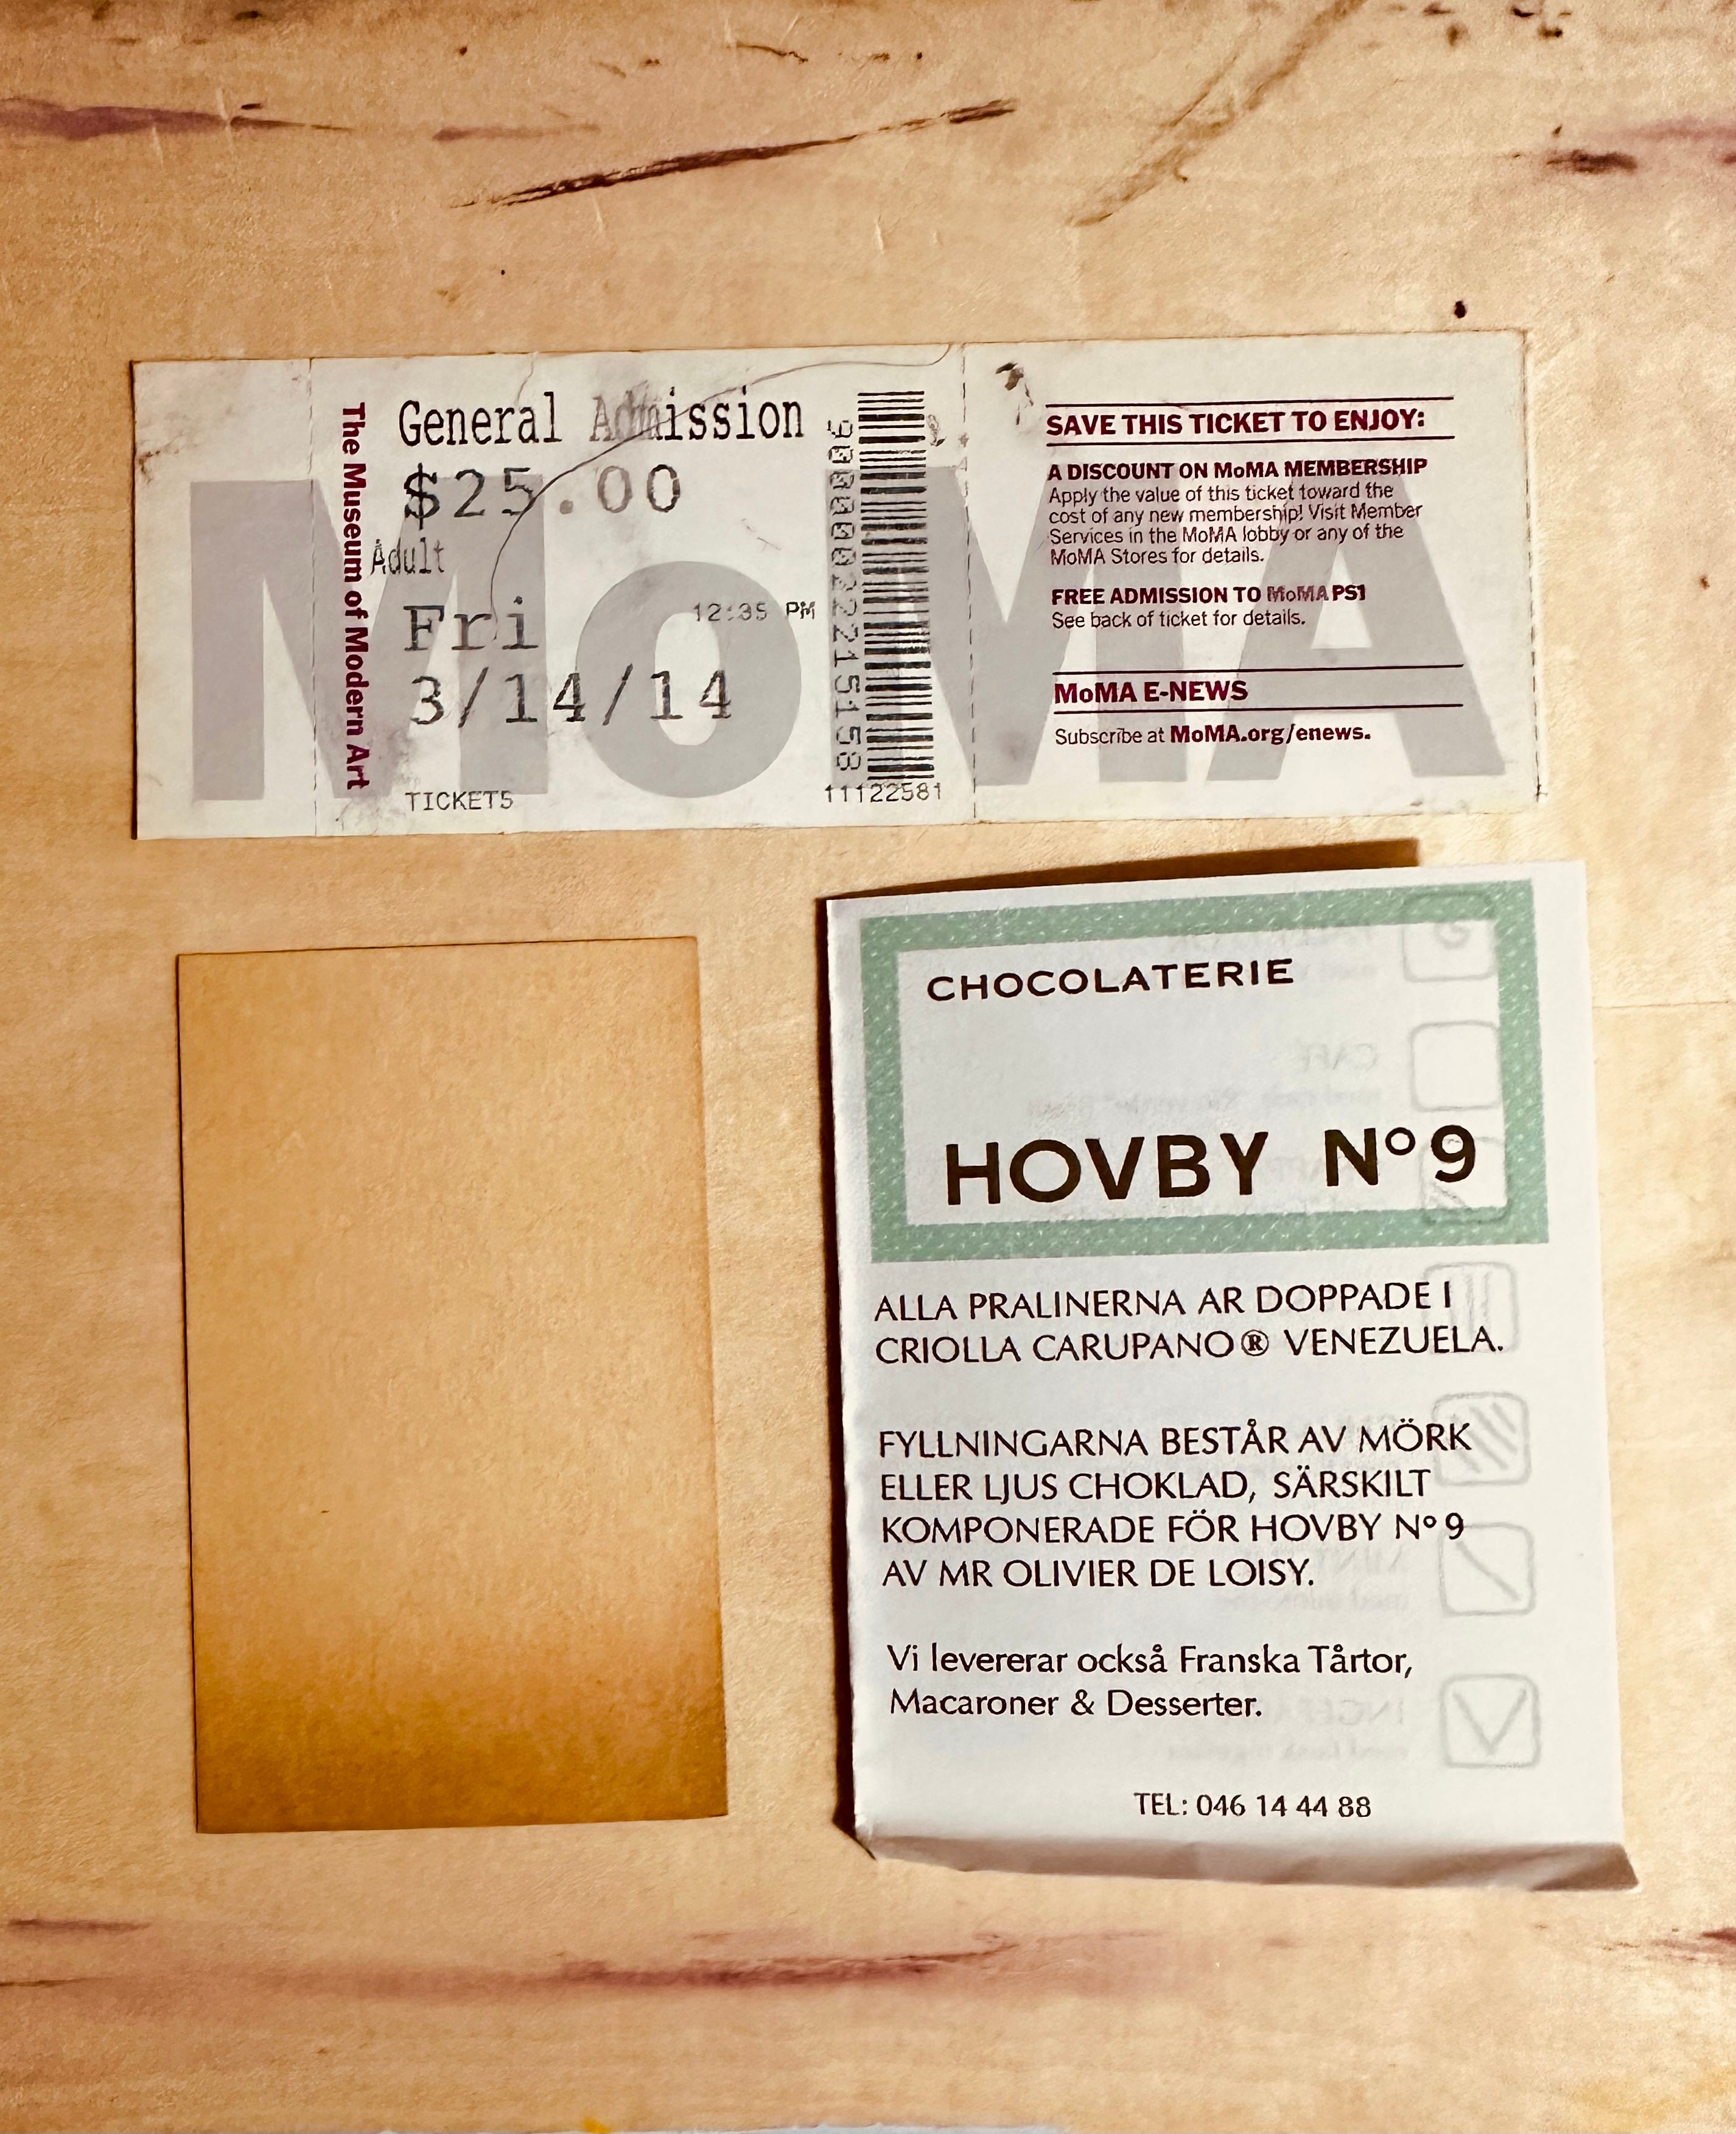 The Museum of Modern Art
General Admission
$25.00
Adult
Fri 12:35 PM
3/14/14
TICKET5
11122581
SAVE THIS TICKET TO ENJOY:
A DISCOUNT ON MoMA MEMBERSHIP
Apply the value of this ticket toward the
cost of any new membership! Visit Member
Services in the MoMA lobby or any of the
MoMA Stores for details.
FREE ADMISSION TO MoMA PS1
See back of ticket for details.
MoMA E-NEWS
Subscribe at MoMA.org/enews.
MoMA
CHOCOLATERIE
HOVBY Nº 9
ALLA PRALINERNA AR DOPPADE I
CRIOLLA CARUPANO® VENEZUELA.
FYLLNINGARNA BESTÅR AV MÖRK
ELLER LJUS CHOKLAD, SÄRSKILT
KOMPONERADE FÖR HOVBY Nº 9
AV MR OLIVIER DE LOISY.
Vi levererar också Franska Tårtor,
Macaroner & Desserter.
TEL: 046 14 44 88